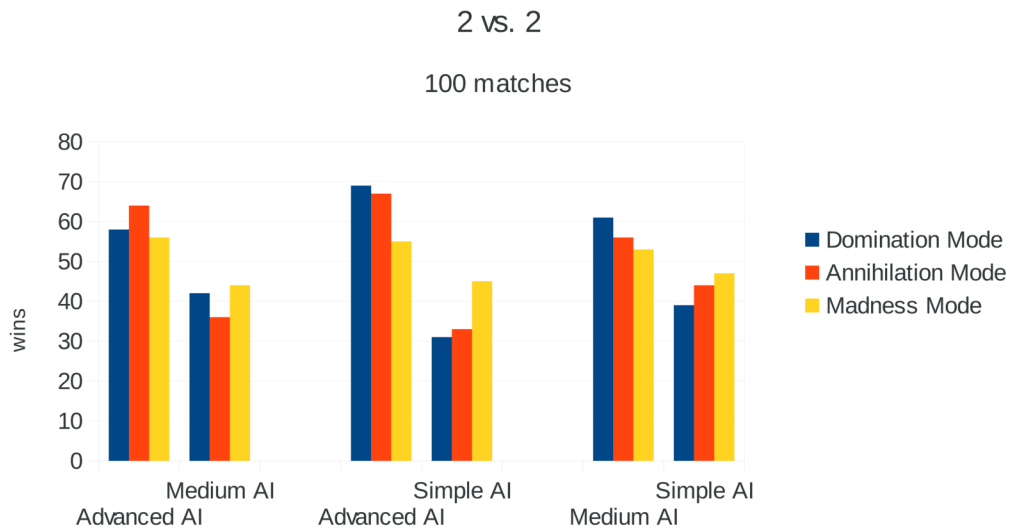 2 vs. 2
100 matches
80
70
60
50
40
30
20
10
0
wins
Domination Mode
Annihilation Mode
Madness Mode
Medium AI Simple AI Simple AI
Advanced AI Advanced AI Medium AI